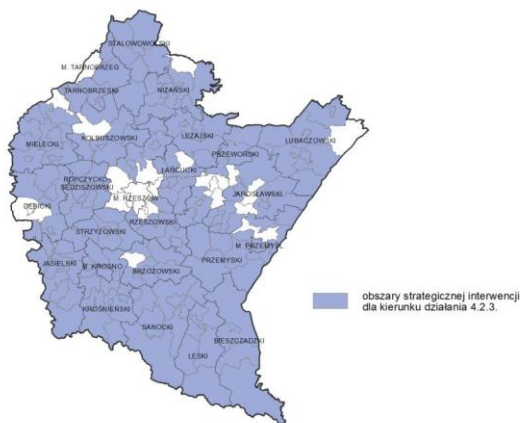 STALOWOWOLSKI
M. TARNOBRZEG
TARNOBRZESKI
NIŻAŃSKI
KOLBUSZOWSKI
LEŻAJSKI
LUBACZOWSKI
MIELECKI
PRZEWORSKI
ROPCZYCKO
SĘDZISZOWSKI
ŁAŃCUCKI
JAROSŁAWSKI
DĘBICKI
M. RZESZÓW
RZESZOWSKI
STRZYŻOWSKI
M. PRZEMYŚL
JASIELSKI
M. KROSNO
BRZOZOWSKI
PRZEMYSKI
KROŚNIEŃSKI
SANOCKI
BIESZCZADZKI
LESKI
obszary strategicznej interwencji
dla kierunku działania 4.2.3.